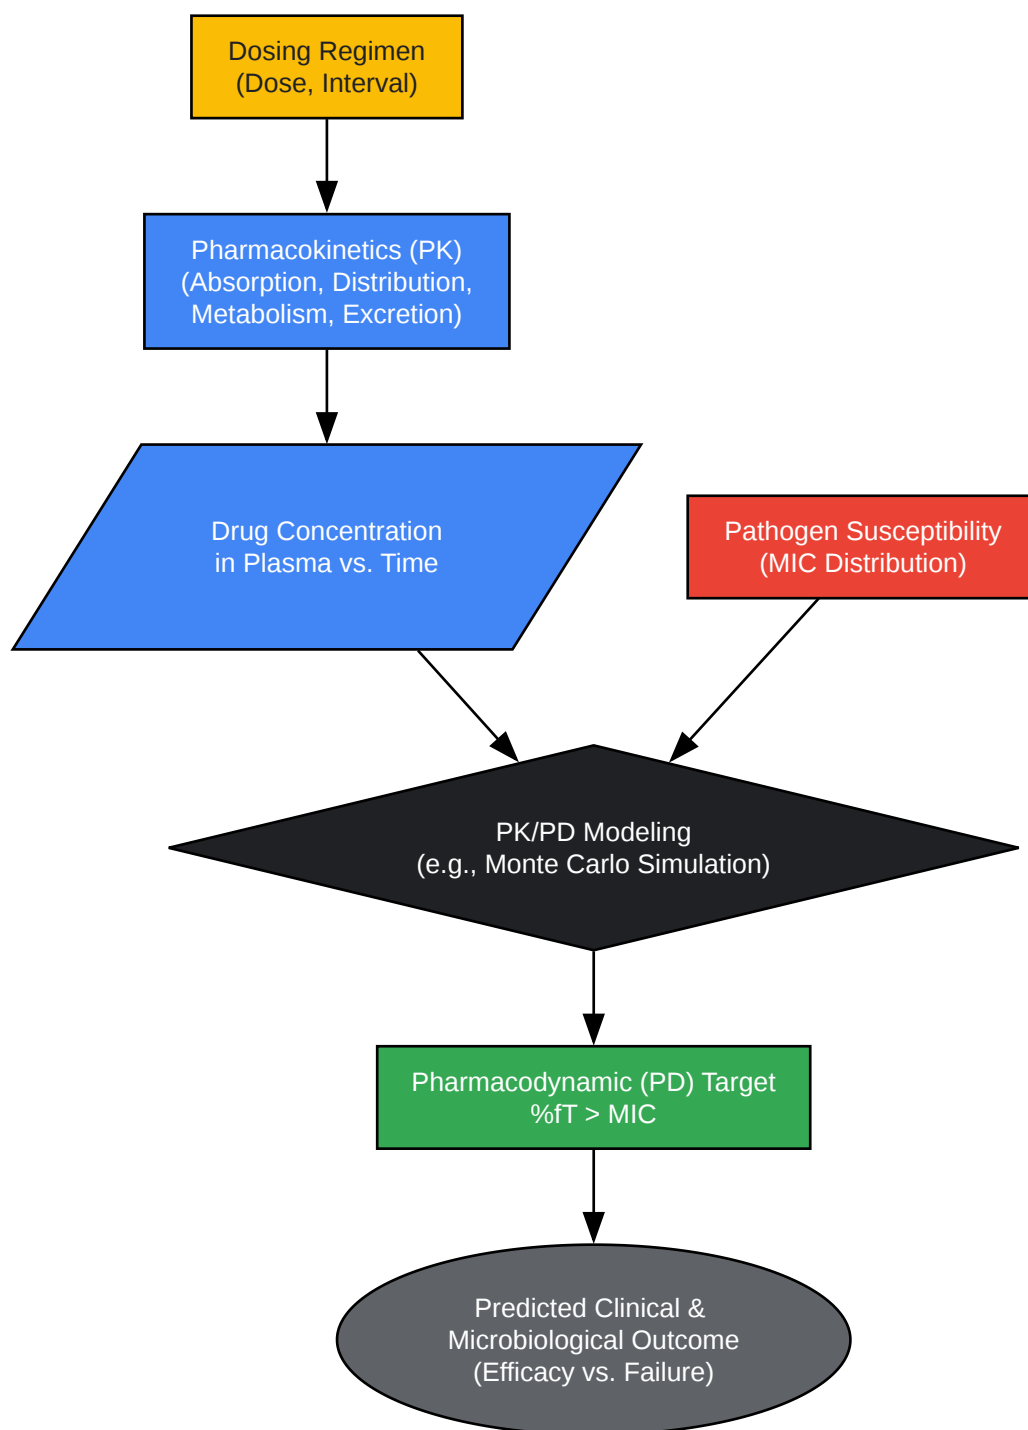 Dosing Regimen
(Dose, Interval)
Pharmacokinetics (PK)
(Absorption, Distribution,
Metabolism, Excretion)
Drug Concentration
in Plasma vs. Time
Pathogen Susceptibility
(MIC Distribution)
PK/PD Modeling
(e.g., Monte Carlo Simulation)
Pharmacodynamic (PD) Target
%fT > MIC
Predicted Clinical &
Microbiological Outcome
(Efficacy vs. Failure)